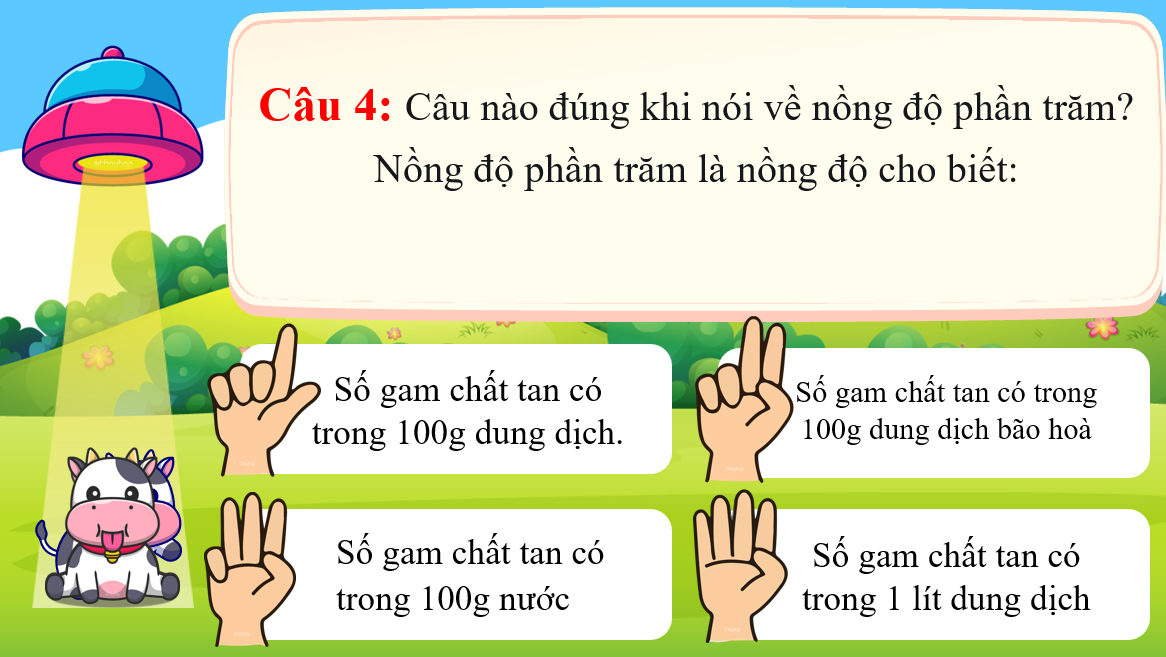 Câu 4: Câu nào đúng khi nói về nồng độ phần trăm?
Nồng độ phần trăm là nồng độ cho biết:
Số gam chất tan có
trong 100g dung dịch.
Số gam chất tan có trong
100g dung dịch bão hoà
Số gam chất tan có
trong 100g nước
Số gam chất tan có
trong 1 lít dung dịch